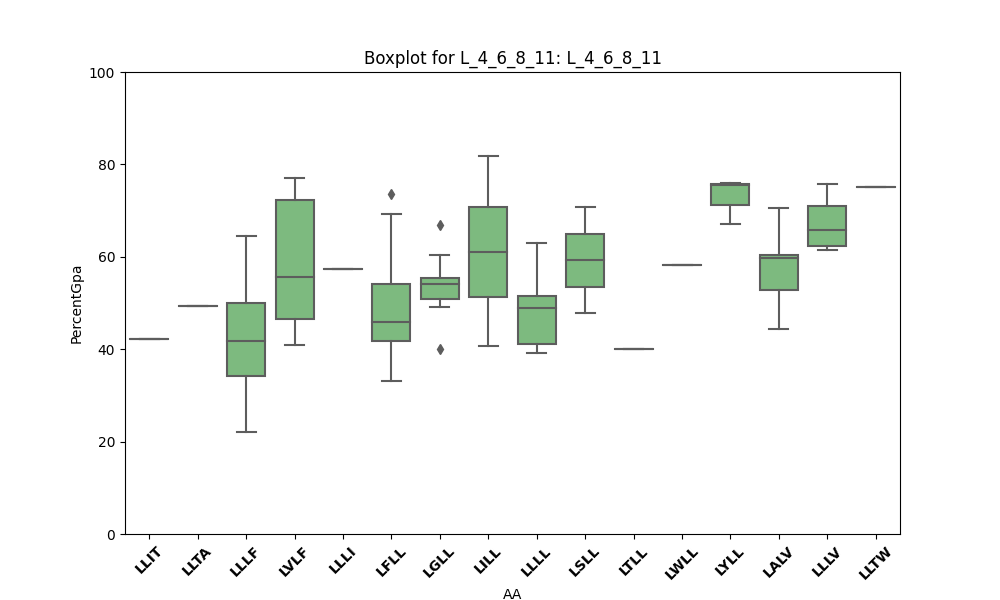 Boxplot for L_4_6_8_11: L_4_6_8_11
100
80
60
40
20
0
PercentGpa
LLIT LLTA LLLF LVLF LLLI LFLL LGLL LILL LLLL LSLL LTLL LWLL LYLL LALV LLLV LLTW
AA